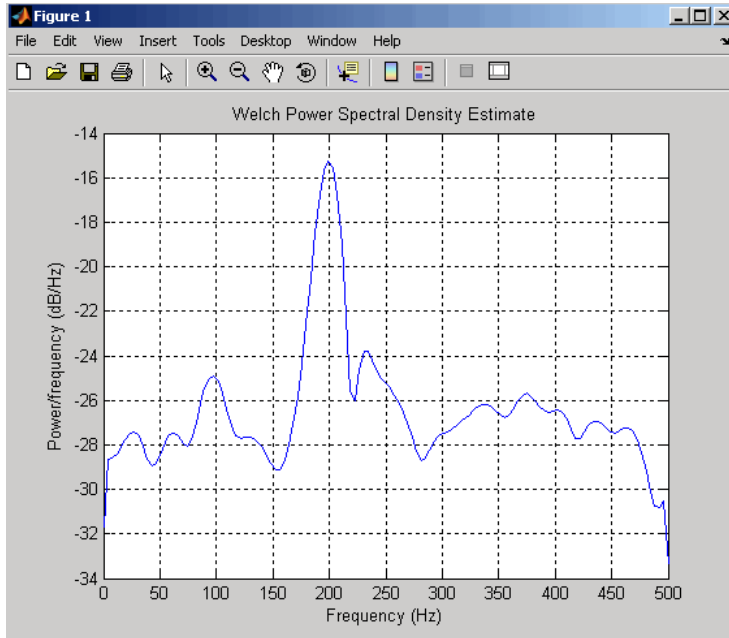 Figure 1
File Edit View Insert Tools Desktop Window Help
Welch Power Spectral Density Estimate
-14
-16
-18
-20
-22
-24
-26
-28
-30
-32
-34
Power/frequency (dB/Hz)
0 50 100 150 200 250 300 350 400 450 500
Frequency (Hz)